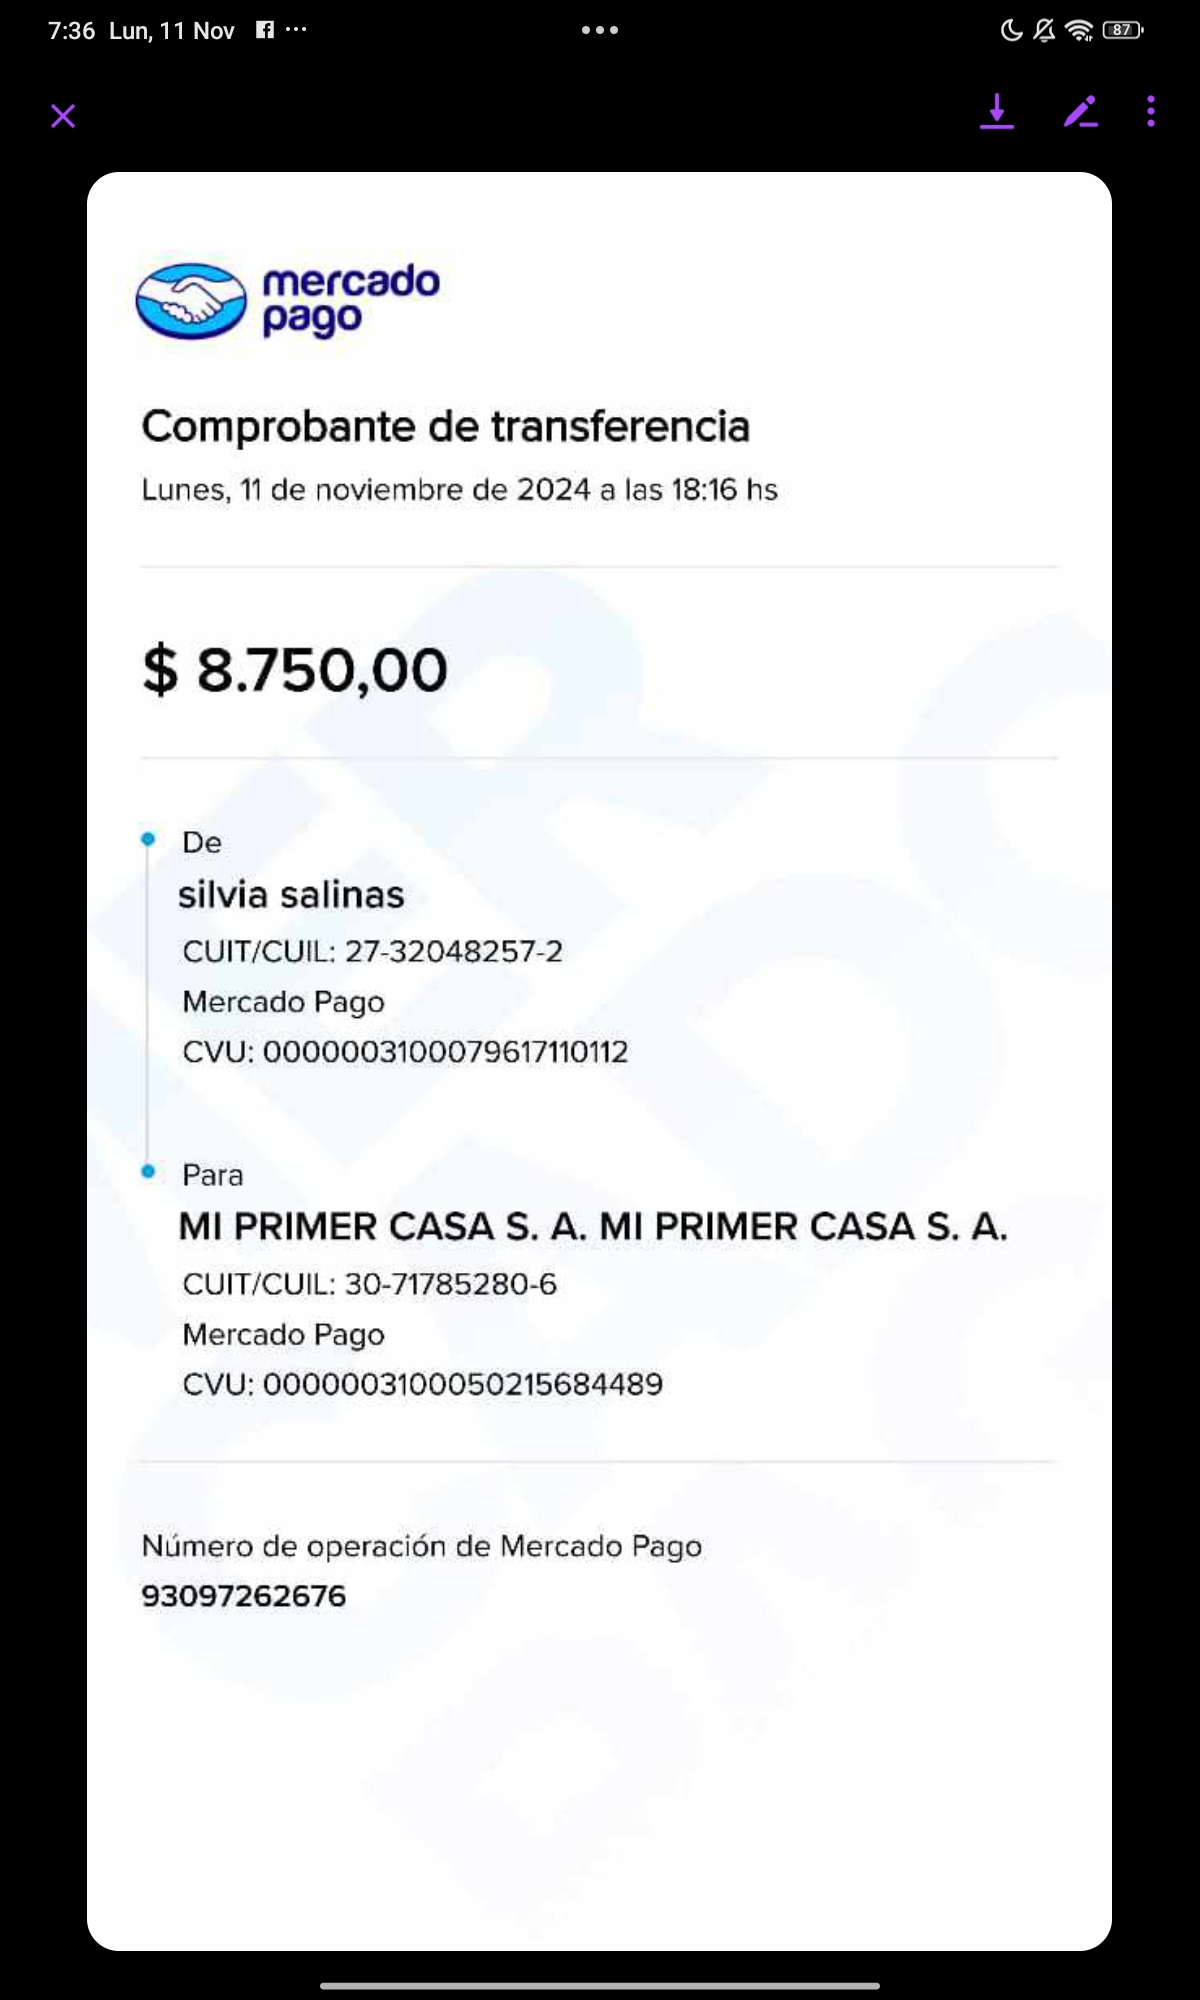 7:36 Lun, 11 Nov
87
mercado
pago
Comprobante de transferencia
Lunes, 11 de noviembre de 2024 a las 18:16 hs
$ 8.750,00
De
silvia salinas
CUIT/CUIL: 27-32048257-2
Mercado Pago
CVU: 0000003100079617110112
Para
MI PRIMER CASA S. A. MI PRIMER CASA S. A.
CUIT/CUIL: 30-71785280-6
Mercado Pago
CVU: 0000003100050215684489
Número de operación de Mercado Pago
93097262676